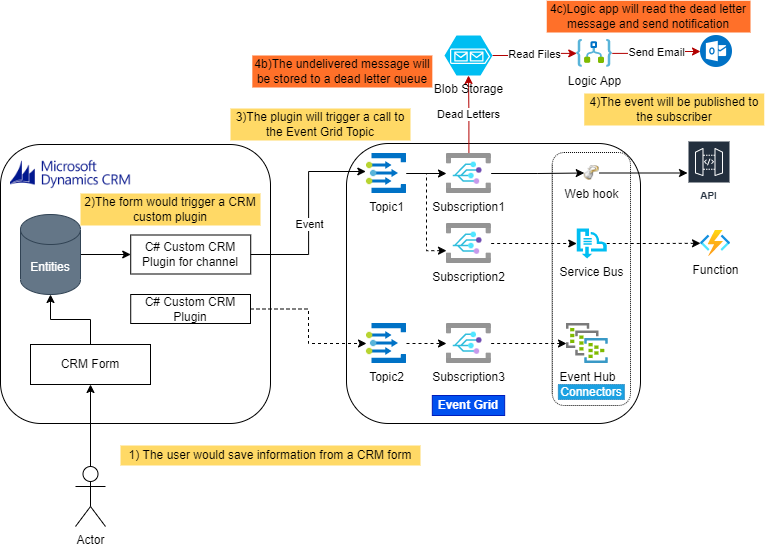 4c)Logic app will read the dead letter
message and send notification
4b)The undelivered message will
be stored to a dead letter queue
Read Files
Send Email
Blob Storage
Logic App
4)The event will be published to
the subscriber
3)The plugin will trigger a call to
the Event Grid Topic
Dead Letters
Microsoft
Dynamics CRM
2)The form would trigger a CRM
custom plugin
Topic1
Subscription1
Web hook
API
Event
C# Custom CRM
Plugin for channel
Entities
Subscription2
Service Bus
Function
C# Custom CRM
Plugin
CRM Form
Topic2
Subscription3
Event Hub
Connectors
Event Grid
1) The user would save information from a CRM form
Actor